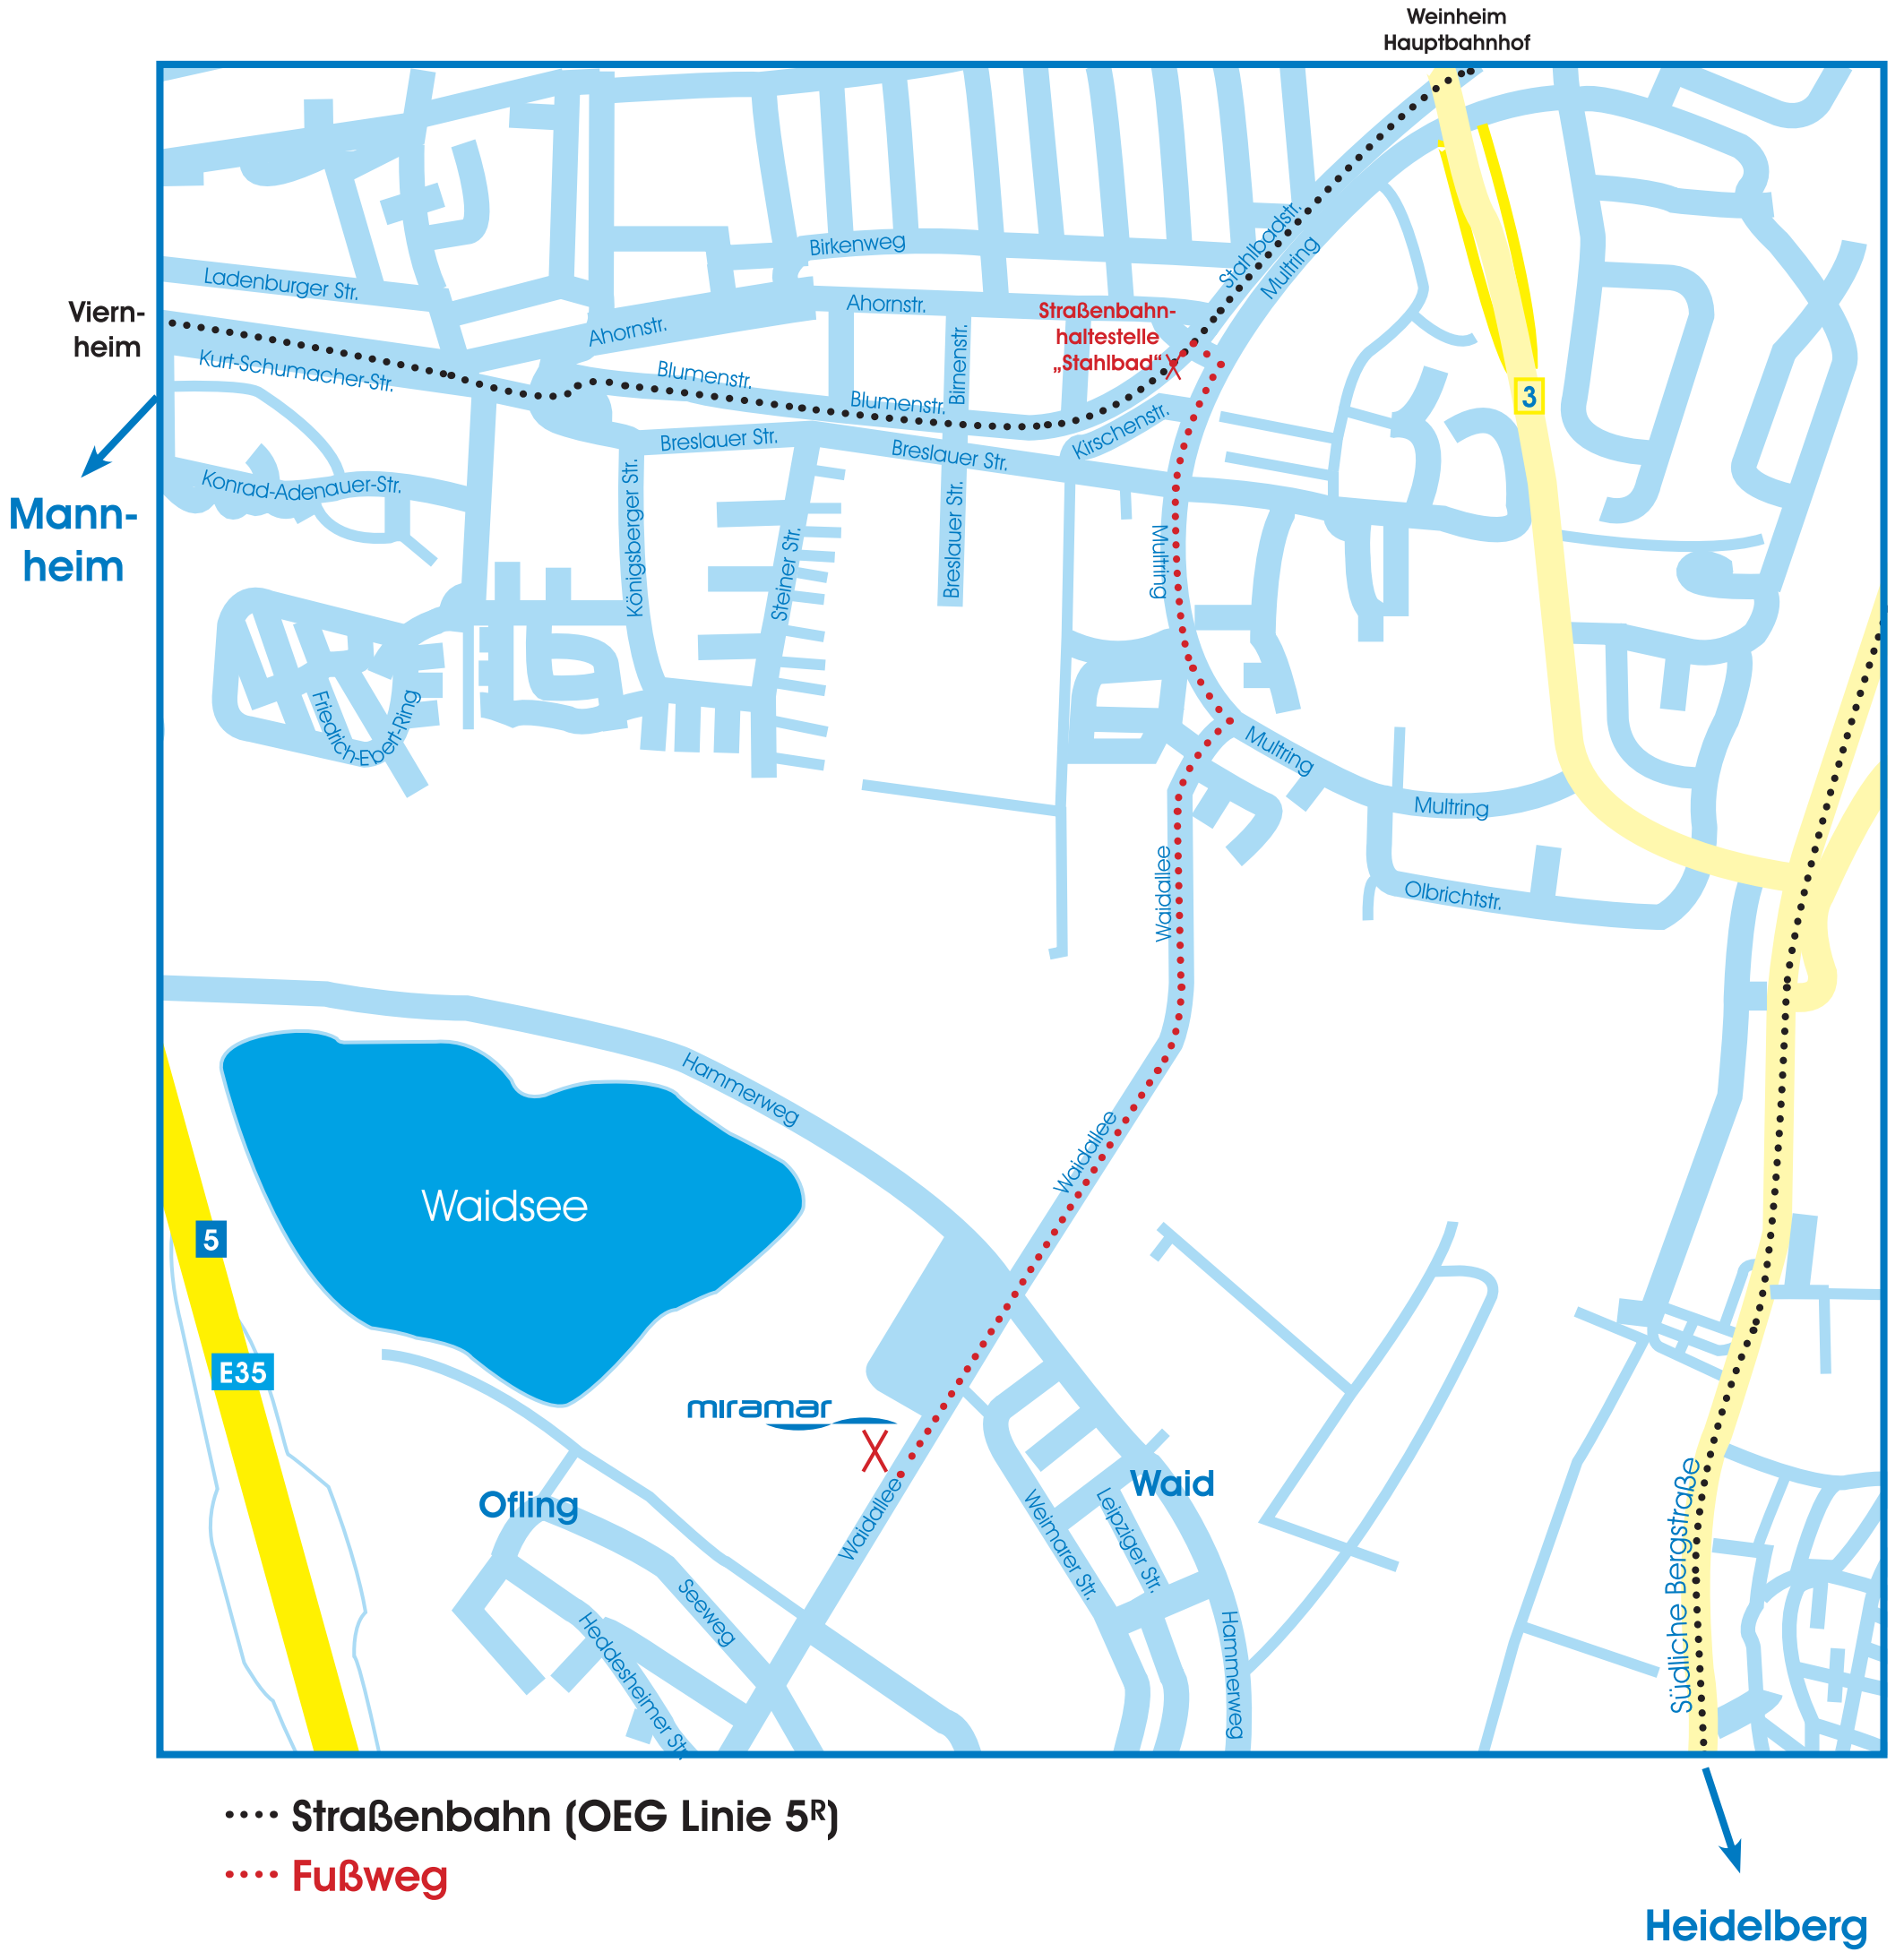 Weinheim
Hauptbahnhof
Birkenweg
Stahlbadstr.
Multring
Ladenburger Str.
Ahornstr.
Ahornstr.
Viern-
heim
Straßenbahn-
haltestelle
„Stahlbad“
Kurt-Schumacher-Str.
Blumenstr.
Blumenstr.
Birnenstr.
3
Kirschenstr.
Breslauer Str.
Breslauer Str.
Konrad-Adenauer-Str.
Mann-
heim
Königsberger Str.
Steiner Str.
Breslauer Str.
Multring
Friedrich-Ebert-Ring
Multring
Multring
Waidallee
Olbrichtstr.
Hammerweg
Waidallee
Waidsee
5
E35
miramar
Ofling
Waid
Waidallee
Weimarer Str.
Leipziger Str.
Seeweg
Heddesheimer Str.
Hammerweg
Südliche Bergstraße
Straßenbahn (OEG Linie 5ᴿ)
Fußweg
Heidelberg